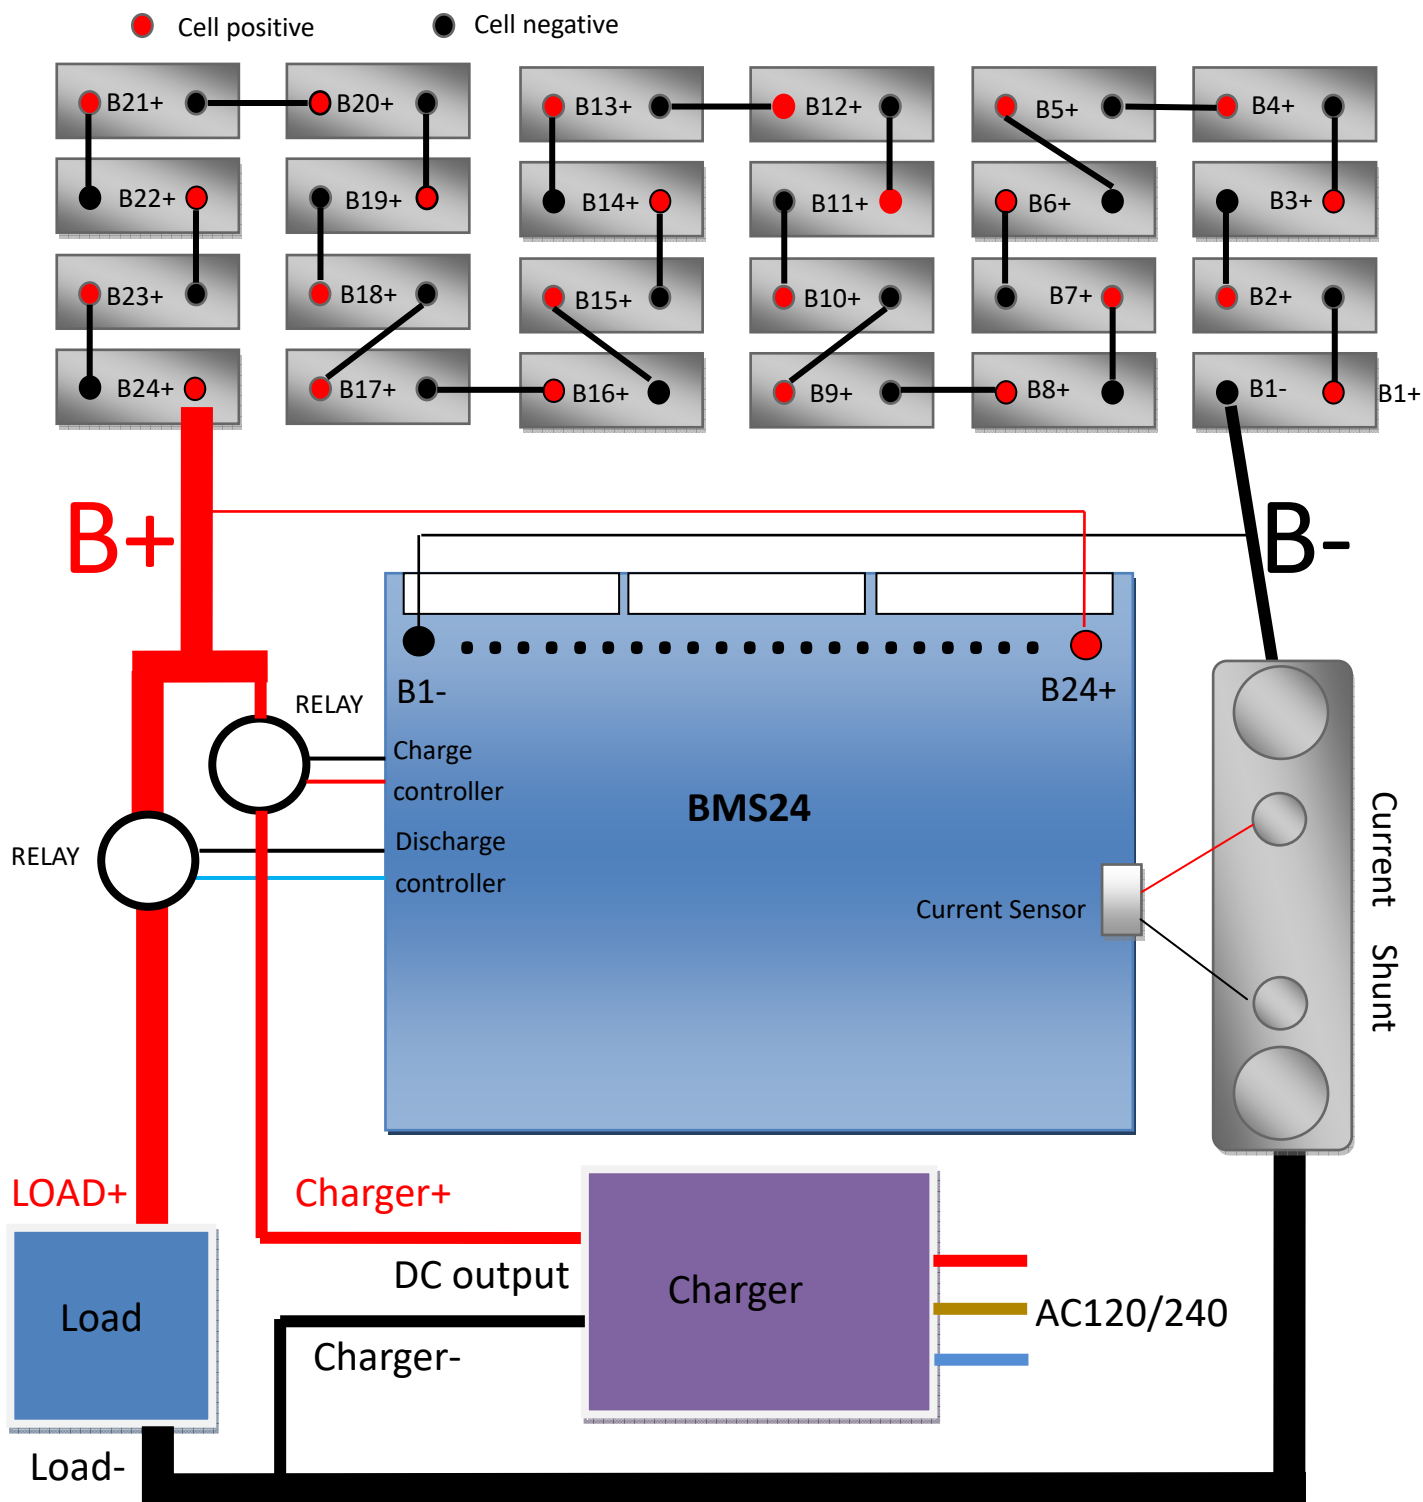 Cell positive
Cell negative
B21+
B20+
B13+
B12+
B5+
B4+
B22+
B19+
B14+
B11+
B6+
B3+
B23+
B18+
B15+
B10+
B7+
B2+
B24+
B17+
B16+
B9+
B8+
B1-
B1+
B+
B-
B1-
B24+
RELAY
Charge
controller
BMS24
Discharge
controller
RELAY
Current Sensor
Current Shunt
LOAD+
Charger+
DC output
Charger
Load
AC120/240
Charger-
Load-